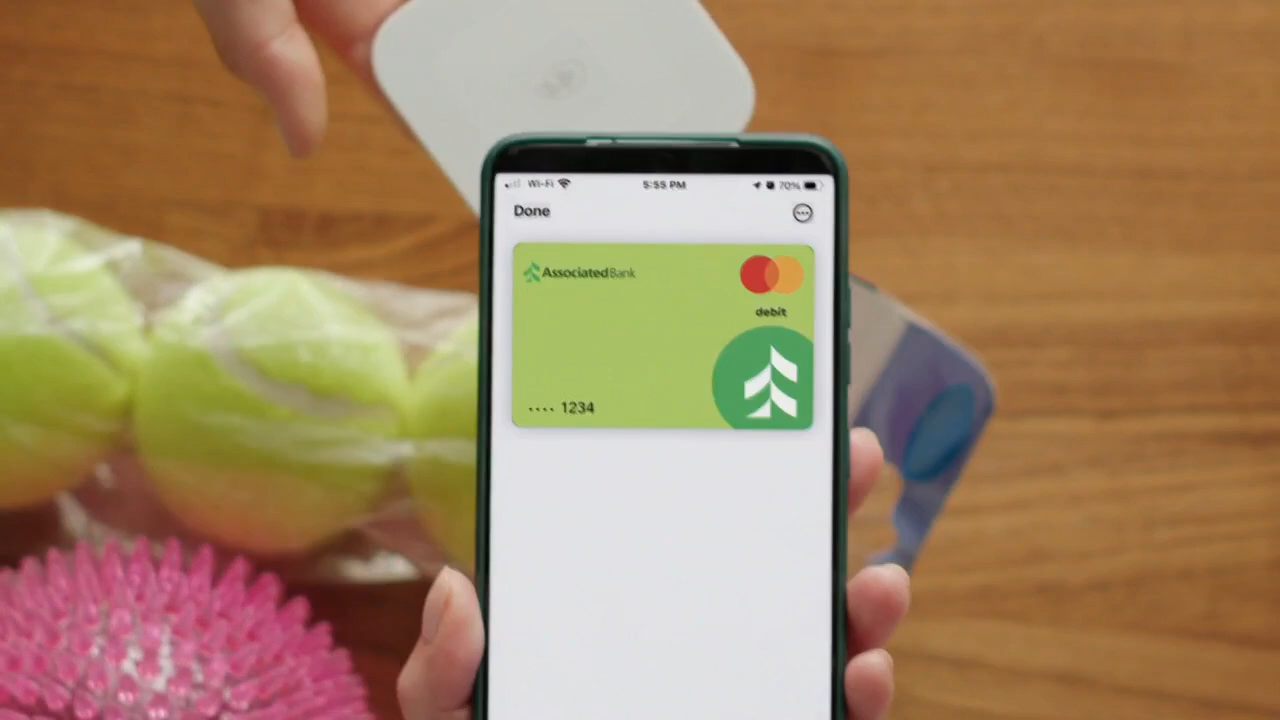 Wi-Fi 5:55 PM 70%
Done
AssociatedBank
debit
.... 1234